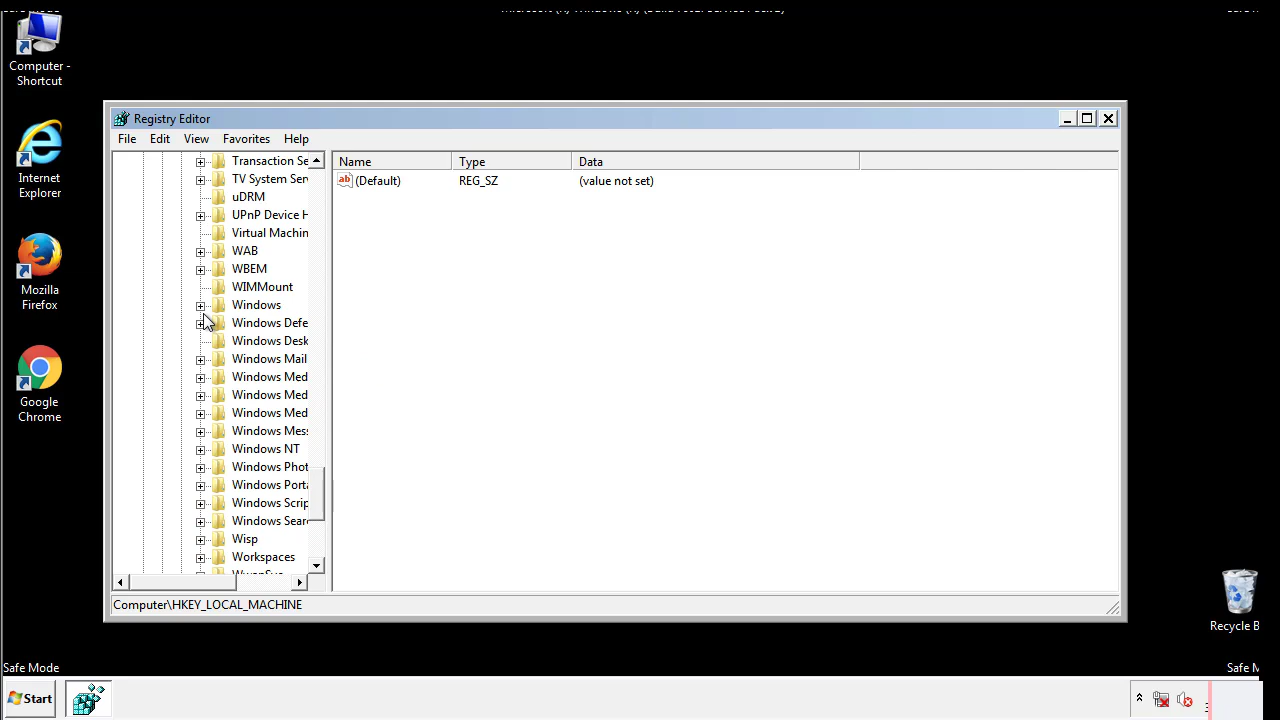 Computer -
Shortcut
Internet
Explorer
Mozilla
Firefox
Google
Chrome
Registry Editor
File Edit View Favorites Help
Transaction Se
TV System Serv
uDRM
UPnP Device H
Virtual Machin
WAB
WBEM
WIMMount
Windows
Windows Defe
Windows Desk
Windows Mail
Windows Med
Windows Med
Windows Med
Windows Mess
Windows NT
Windows Phot
Windows Porta
Windows Scrip
Windows Sear
Wisp
Workspaces
Name Type Data
(Default) REG_SZ (value not set)
Computer\HKEY_LOCAL_MACHINE
Recycle B
Safe Mode
Safe M
Start